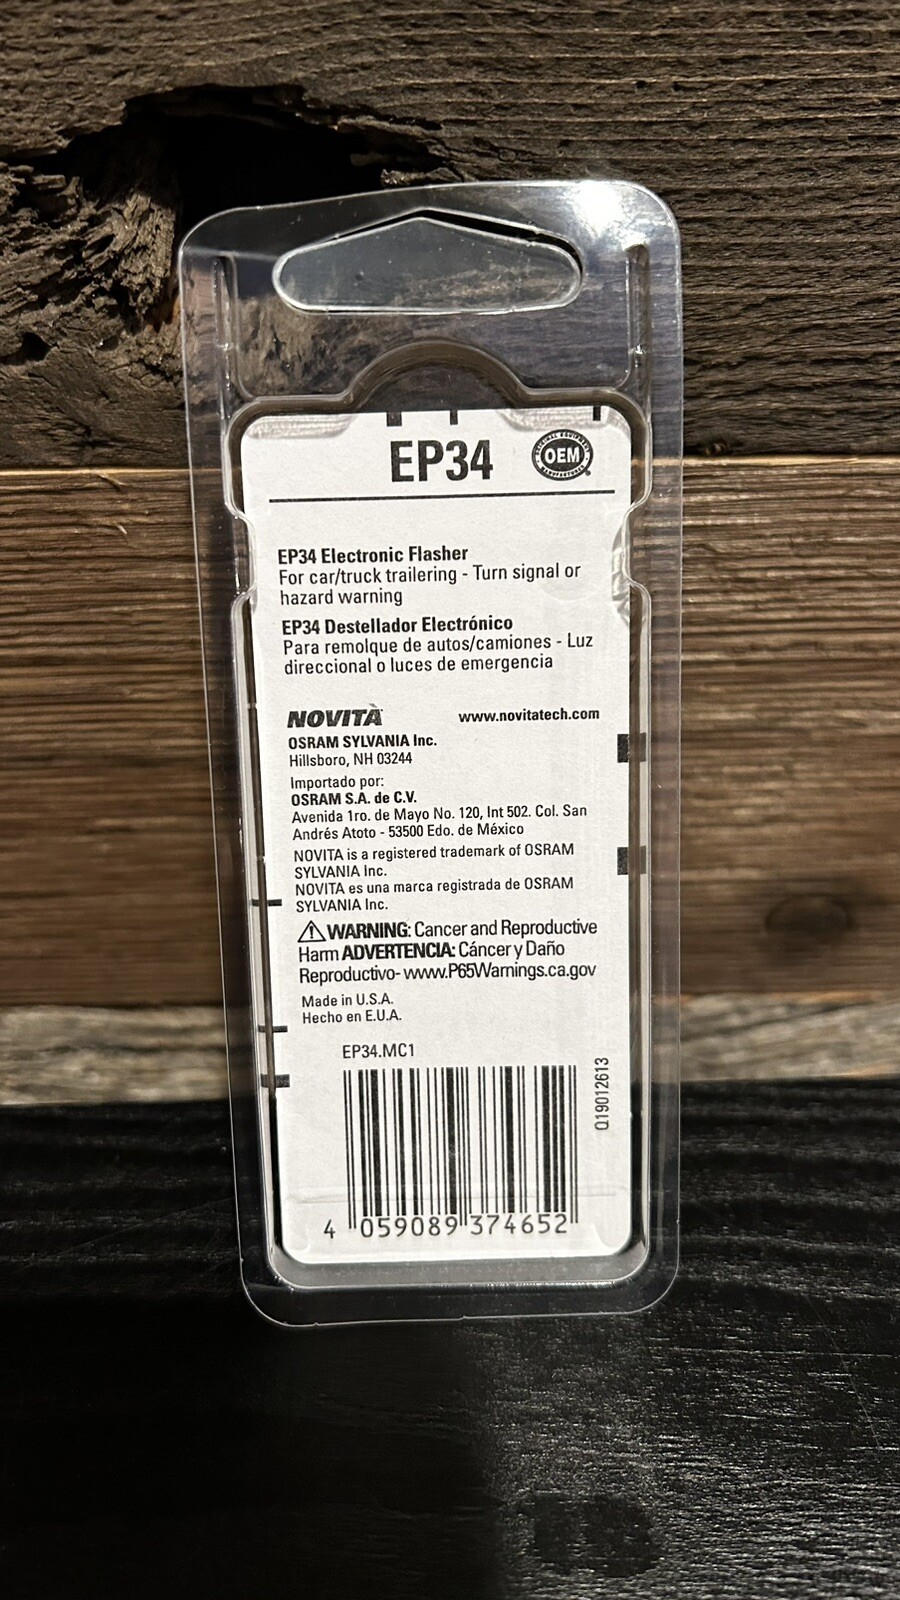 EP34
ORIGINAL EQUIPMENT
OEM
MANUFACTURER
EP34 Electronic Flasher
For car/truck trailering - Turn signal or
hazard warning
EP34 Destellador Electrónico
Para remolque de autos/camiones - Luz
direccional o luces de emergencia
NOVITÀ www.novitatech.com
OSRAM SYLVANIA Inc.
Hillsboro, NH 03244
Importado por:
OSRAM S.A. de C.V.
Avenida 1ro. de Mayo No. 120, Int 502. Col. San
Andrés Atoto - 53500 Edo. de México
NOVITA is a registered trademark of OSRAM
SYLVANIA Inc.
NOVITA es una marca registrada de OSRAM
SYLVANIA Inc.
⚠ WARNING: Cancer and Reproductive
Harm ADVERTENCIA: Cáncer y Daño
Reproductivo- www.P65Warnings.ca.gov
Made in U.S.A.
Hecho en E.U.A.
EP34.MC1
Q19012613
4 059089 374652